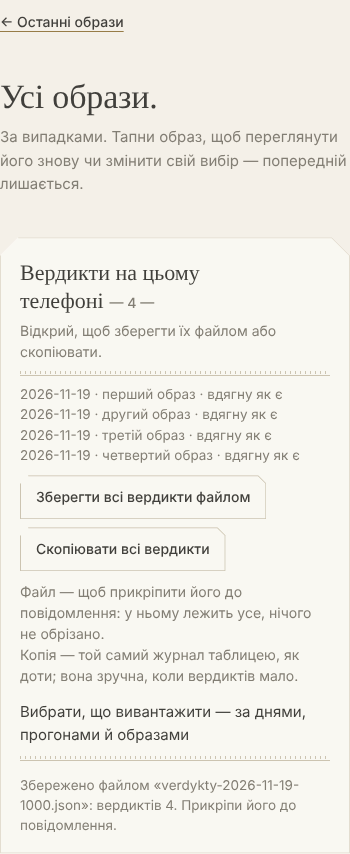 ← Останні образи
Усі образи.
За випадками. Тапни образ, щоб переглянути
його знову чи змінити свій вибір — попередній
лишається.
Вердикти на цьому
телефоні — 4 —
Відкрий, щоб зберегти їх файлом або
скопіювати.
2026-11-19 · перший образ · вдягну як є
2026-11-19 · другий образ · вдягну як є
2026-11-19 · третій образ · вдягну як є
2026-11-19 · четвертий образ · вдягну як є
Зберегти всі вердикти файлом
Скопіювати всі вердикти
Файл — щоб прикріпити його до
повідомлення: у ньому лежить усе, нічого
не обрізано.
Копія — той самий журнал таблицею, як
доти; вона зручна, коли вердиктів мало.
Вибрати, що вивантажити — за днями,
прогонами й образами
Збережено файлом «verdykty-2026-11-19-
1000.json»: вердиктів 4. Прикріпи його до
повідомлення.